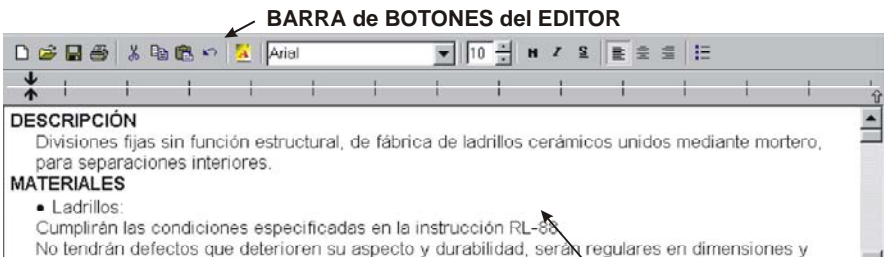 BARRA de BOTONES del EDITOR
Arial 10 N I S
DESCRIPCIÓN
Divisiones fijas sin función estructural, de fábrica de ladrillos cerámicos unidos mediante mortero,
para separaciones interiores.
MATERIALES
• Ladrillos:
Cumplirán las condiciones especificadas en la instrucción RL-88.
No tendrán defectos que deterioren su aspecto y durabilidad, serán regulares en dimensiones y